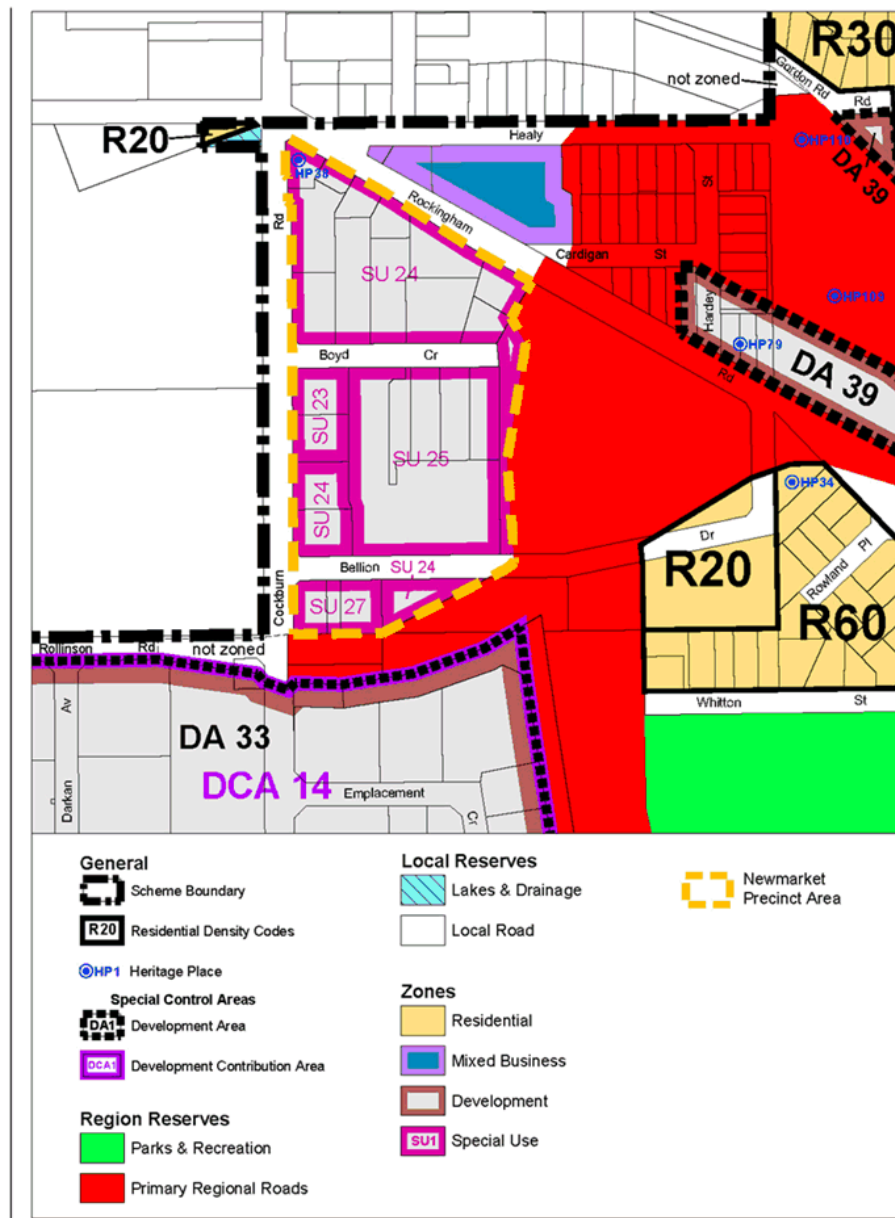 R30
Gordon Rd
not zoned
Rd
R20
Healy
HP110
DA 39
HP38
Rd
Rockingham
St
SU 24
Cardigan
St
HP109
Hardey
Boyd
Cr
HP79
DA 39
Rd
SU 23
SU 25
HP34
SU 24
Dr
Rowland
Pl
Bellion
SU 24
R20
Cockburn
SU 27
R60
Rollinson
Rd
not zoned
Whitton
St
Av
DA 33
DCA 14
Darkan
Emplacement
Cr
General
Scheme Boundary
R20
Residential Density Codes
HP1
Heritage Place
Special Control Areas
DA1
Development Area
DCA1
Development Contribution Area
Region Reserves
Parks & Recreation
Primary Regional Roads
Local Reserves
Lakes & Drainage
Local Road
Zones
Residential
Mixed Business
Development
SU1
Special Use
Newmarket
Precinct Area